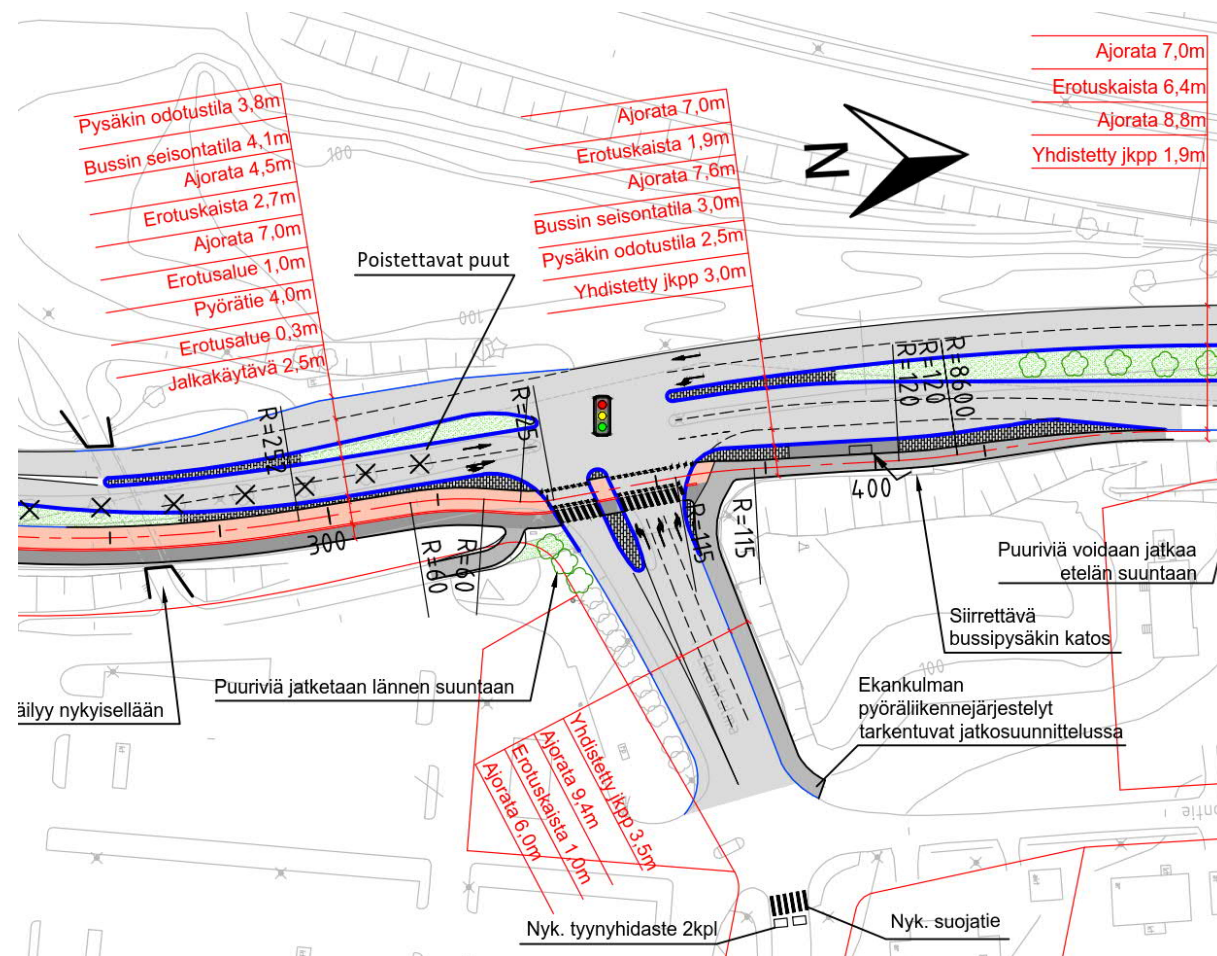 Pysäkin odotustila 3,8m
Bussin seisontatila 4,1m
Ajorata 4,5m
Erotuskaista 2,7m
Ajorata 7,0m
Erotusalue 1,0m
Pyörätie 4,0m
Erotusalue 0,3m
Jalkakäytävä 2,5m
Poistettavat puut
Ajorata 7,0m
Erotuskaista 1,9m
Ajorata 7,6m
Bussin seisontatila 3,0m
Pysäkin odotustila 2,5m
Yhdistetty jkpp 3,0m
N
Ajorata 7,0m
Erotuskaista 6,4m
Ajorata 8,8m
Yhdistetty jkpp 1,9m
100
100
R=252
R=25
R=120
R=120
R=8600
300
R=60
R=60
R=115
R=115
400
Puuriviä voidaan jatkaa
etelän suuntaan
Siirrettävä
bussipysäkin katos
100
Puuriviä jatketaan lännen suuntaan
äilyy nykyisellään
Ekankulman
pyöräliikennejärjestelyt
tarkentuvat jatkosuunnittelussa
Yhdistetty jkpp 3,5m
Ajorata 9,4m
Erotuskaista 1,0m
Ajorata 6,0m
ontie
Nyk. tyynyhidaste 2kpl
Nyk. suojatie